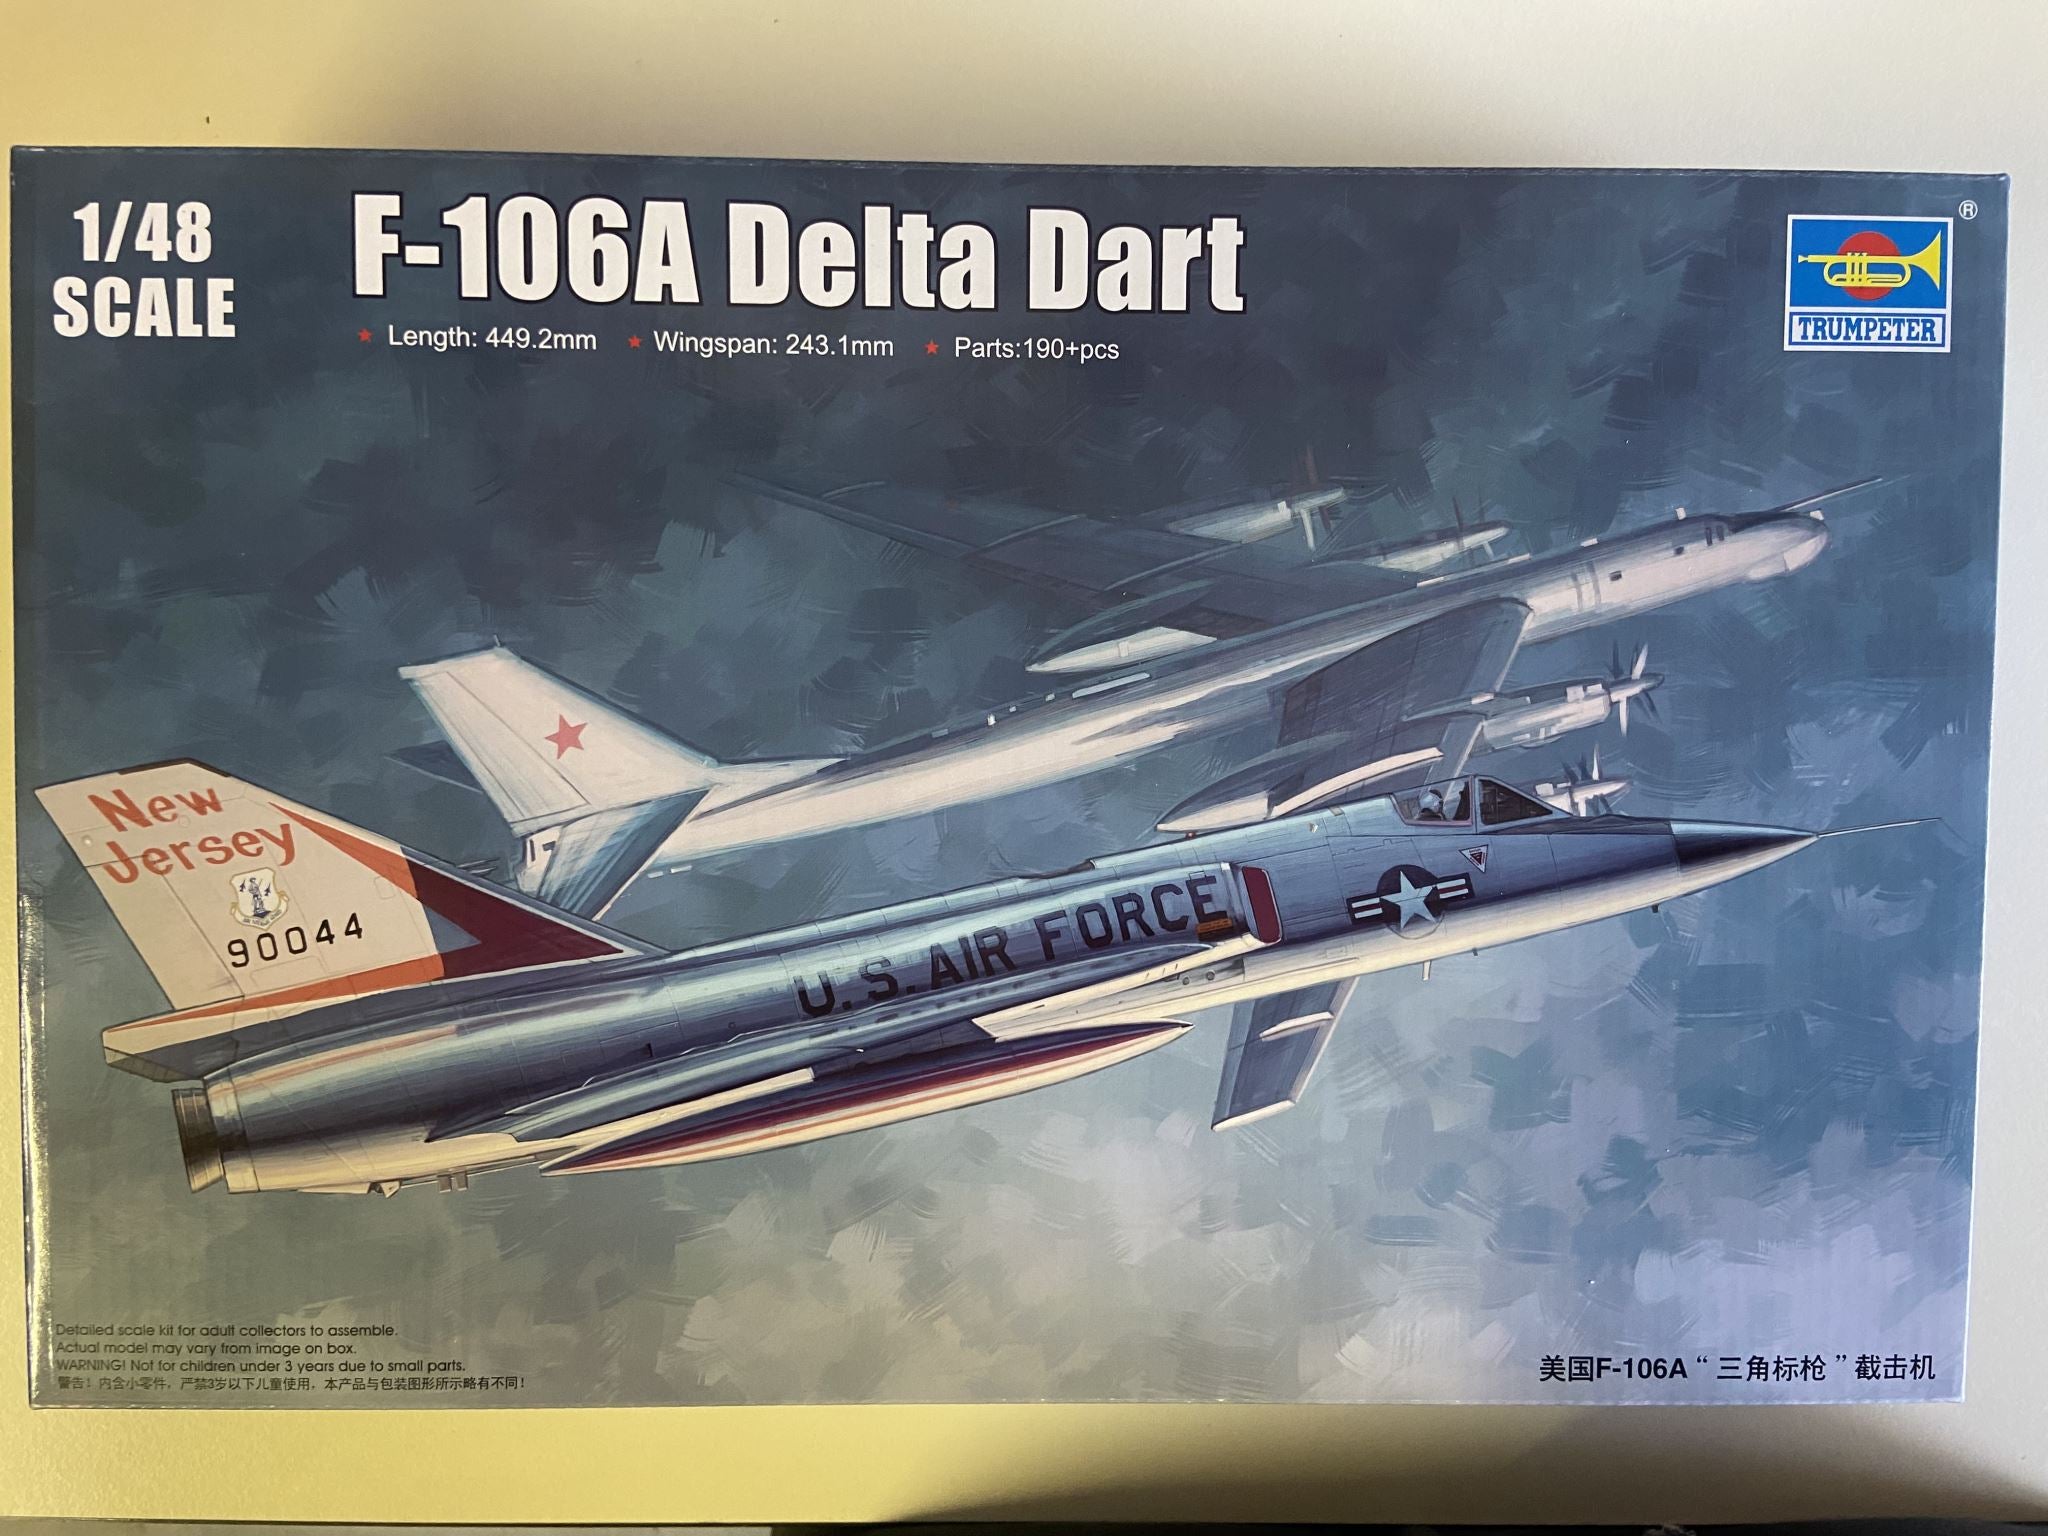 1/48
SCALE
F-106A Delta Dart
★ Length: 449.2mm ★ Wingspan: 243.1mm ★ Parts:190+pcs
®
TRUMPETER
New
Jersey
90044
U.S. AIR FORCE
Detailed scale kit for adult collectors to assemble.
Actual model may vary from image on box.
WARNING! Not for children under 3 years due to small parts.
警告！内含小零件，严禁3岁以下儿童使用，本产品与包装图形所示略有不同！
美国F-106A“三角标枪”截击机